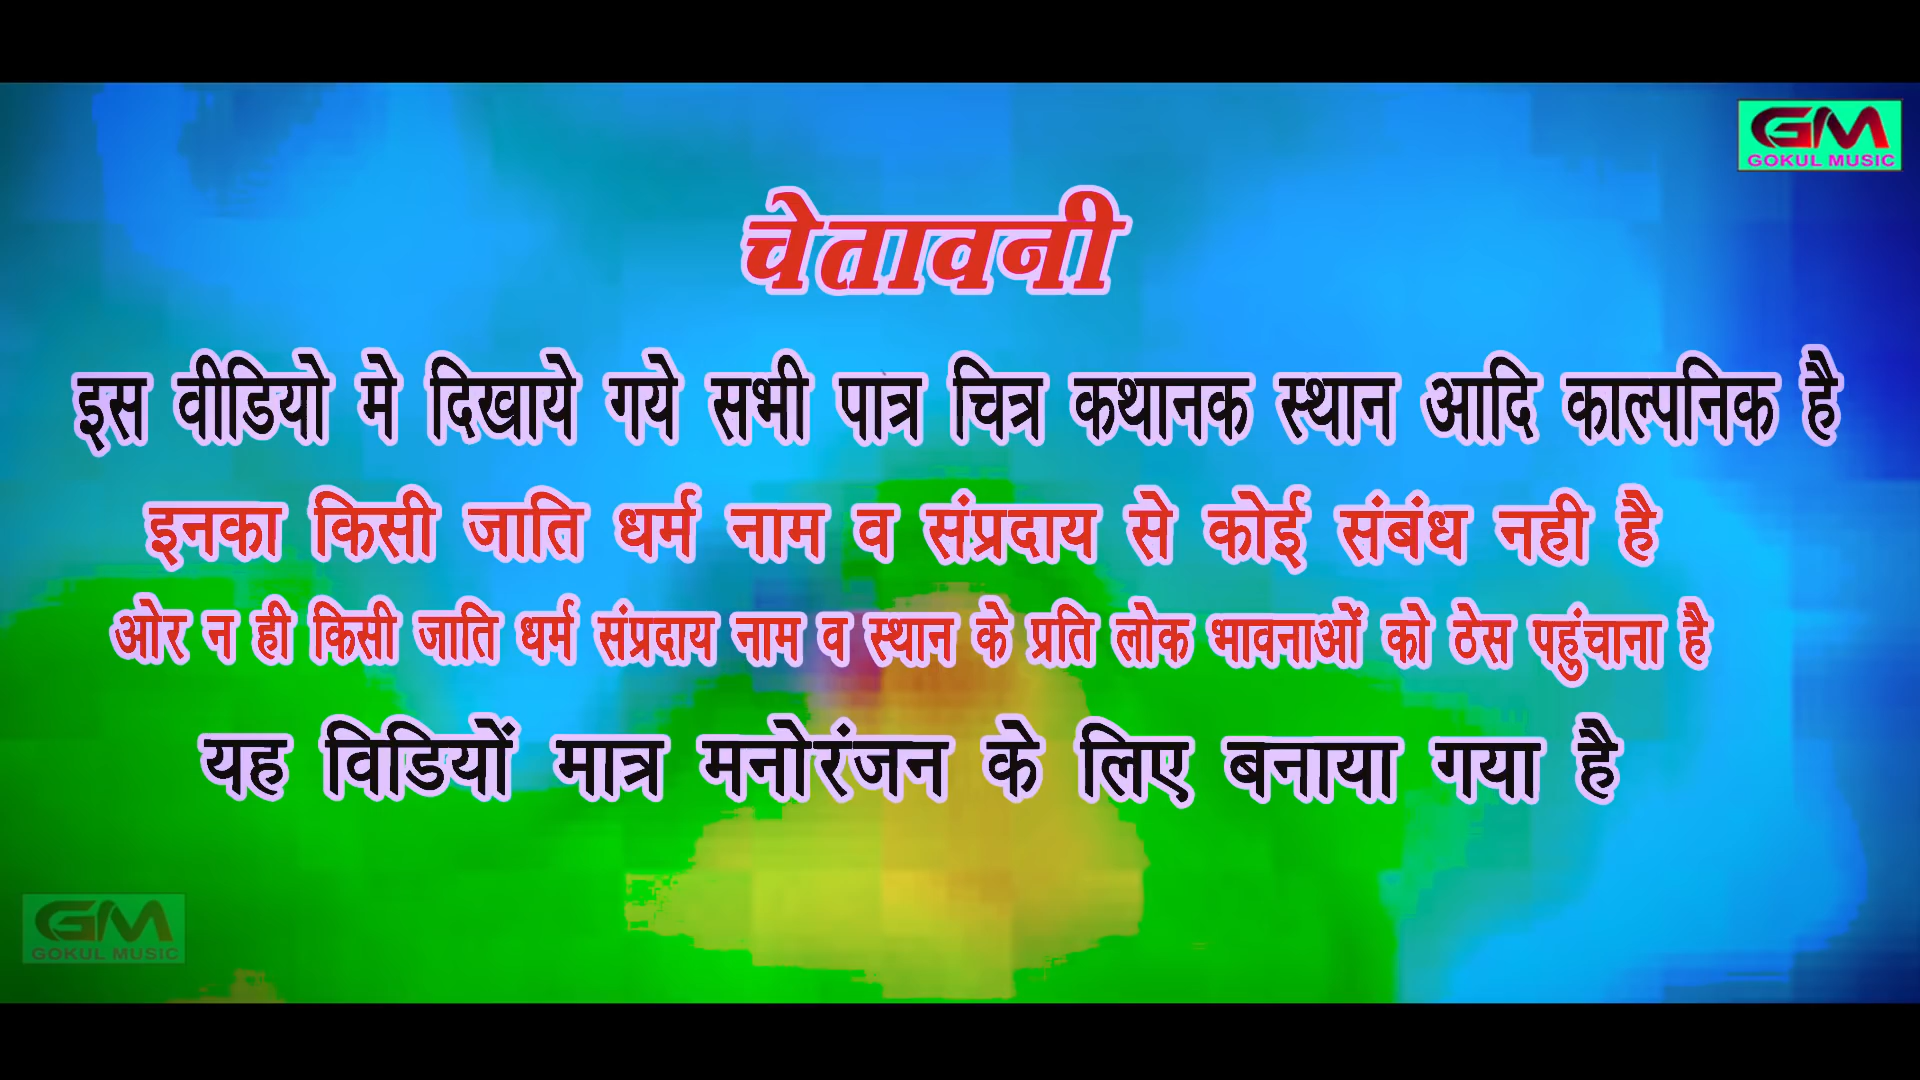 GM
GOKUL MUSIC
चेतावनी
इस वीडियो मे दिखाये गये सभी पात्र चित्र कथानक स्थान आदि काल्पनिक है
इनका किसी जाति धर्म नाम व संप्रदाय से कोई संबंध नही है
ओर न ही किसी जाति धर्म संप्रदाय नाम व स्थान के प्रति लोक भावनाओं को ठेस पहुंचाना है
यह विडियों मात्र मनोरंजन के लिए बनाया गया है
GM
GOKUL MUSIC